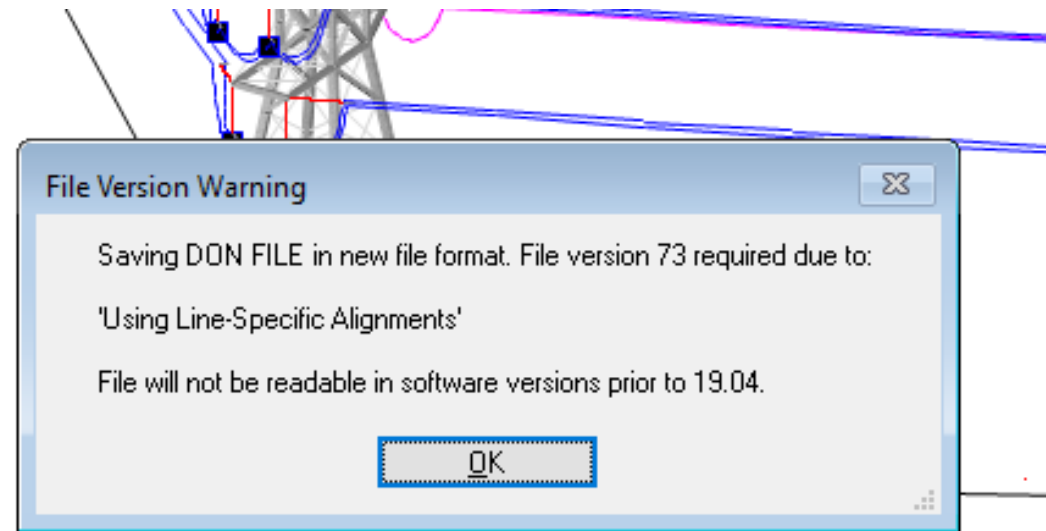 File Version Warning
Saving DON FILE in new file format. File version 73 required due to:
'Using Line-Specific Alignments'
File will not be readable in software versions prior to 19.04.
OK